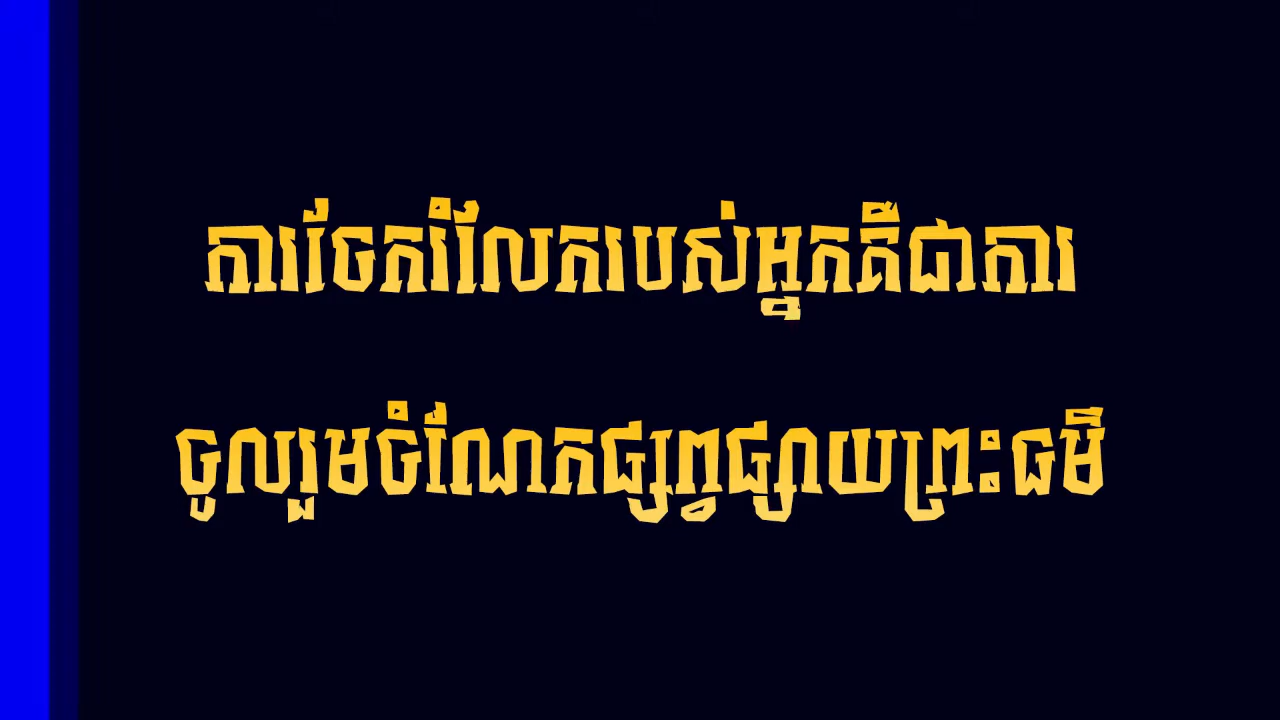 ការចែករំលែករបស់អ្នកគឺជាការ
ចូលរួមចំណែកផ្សព្វផ្សាយព្រះធម៌